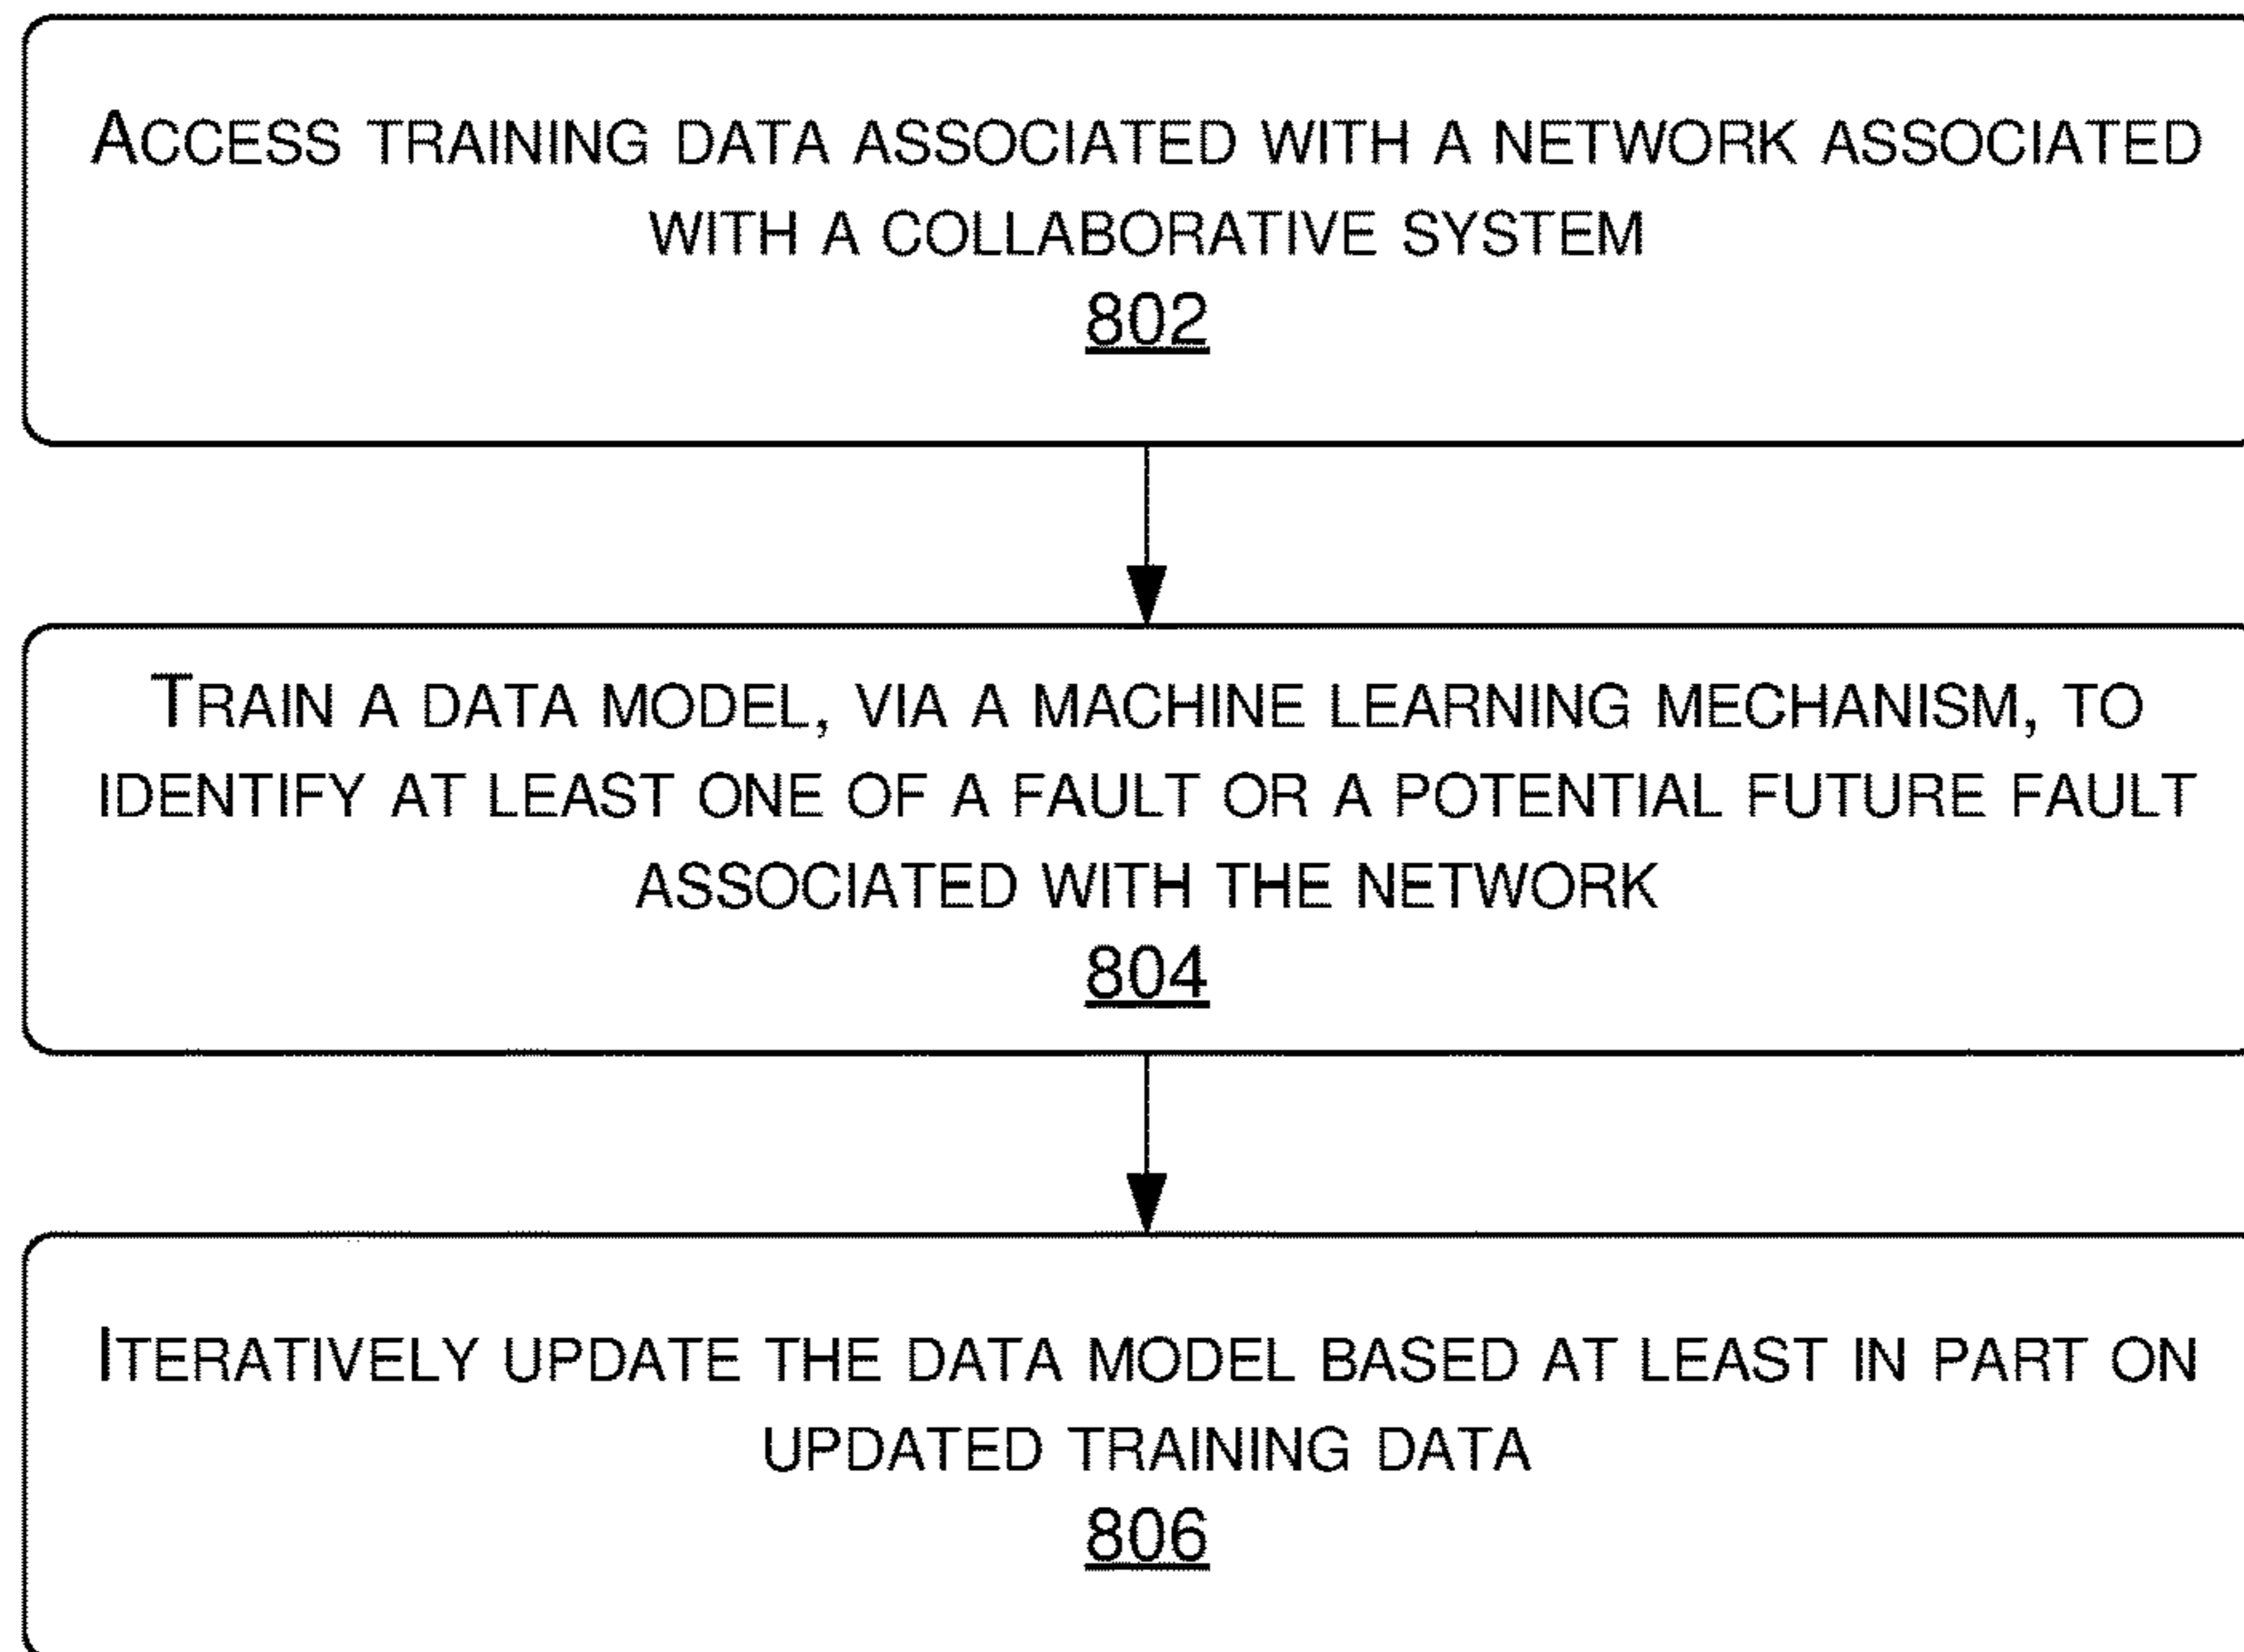 ACCESS TRAINING DATA ASSOCIATED WITH A NETWORK ASSOCIATED
WITH A COLLABORATIVE SYSTEM
802
TRAIN A DATA MODEL, VIA A MACHINE LEARNING MECHANISM, TO
IDENTIFY AT LEAST ONE OF A FAULT OR A POTENTIAL FUTURE FAULT
ASSOCIATED WITH THE NETWORK
804
ITERATIVELY UPDATE THE DATA MODEL BASED AT LEAST IN PART ON
UPDATED TRAINING DATA
806